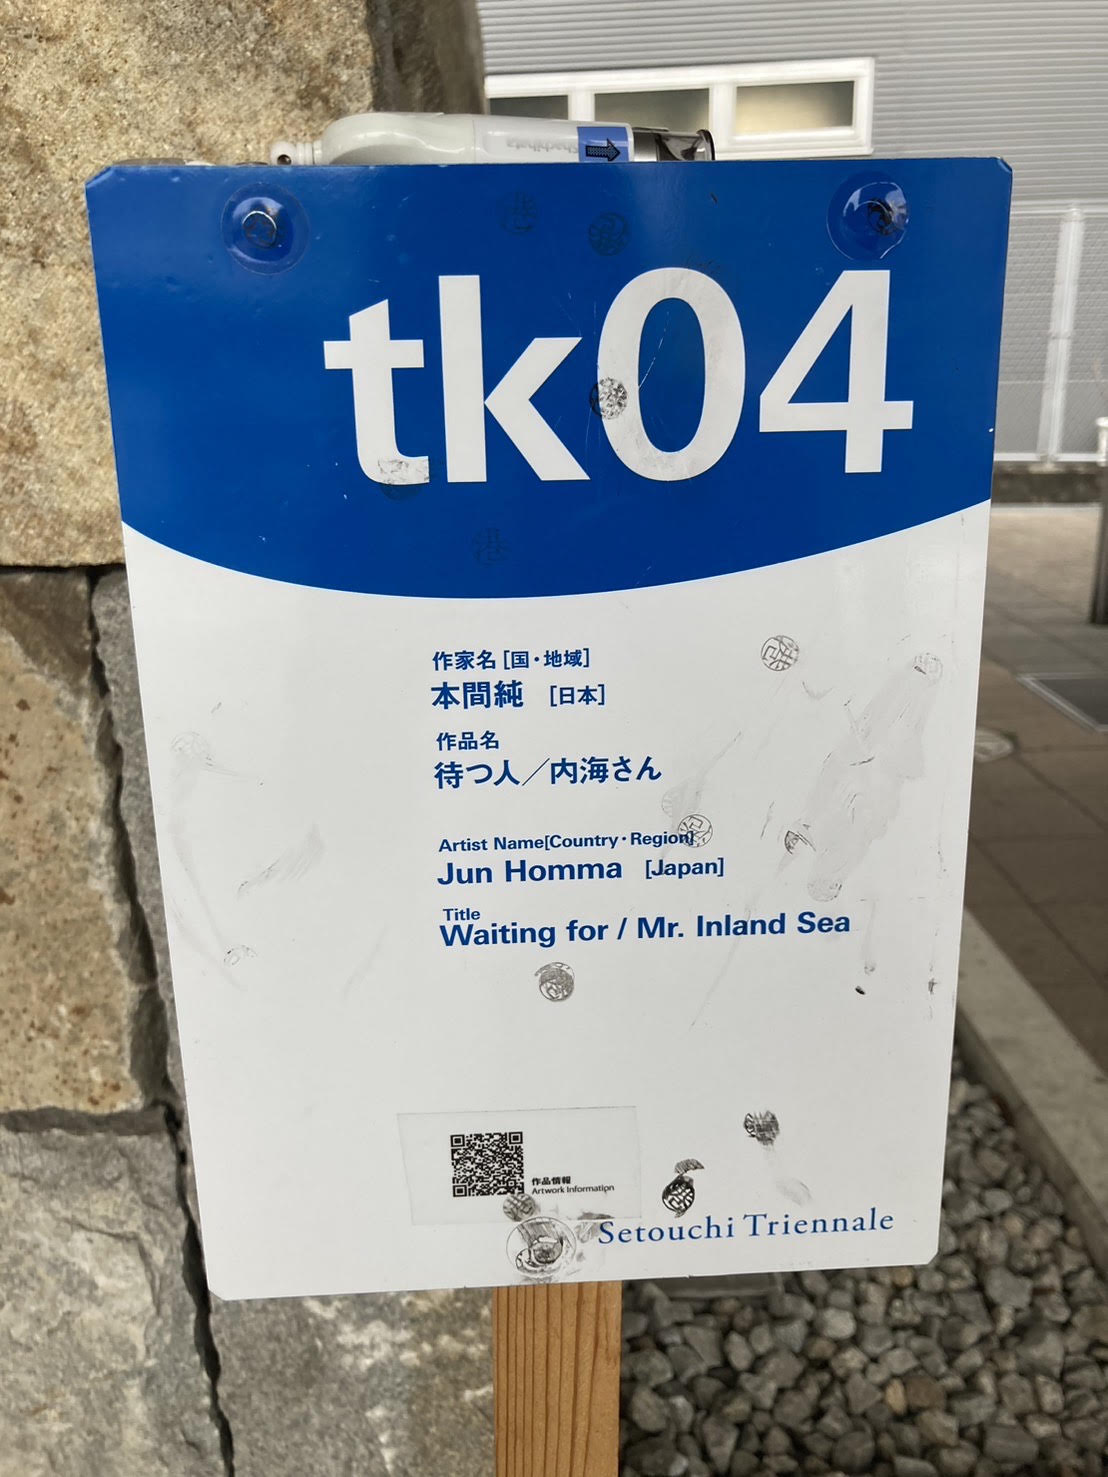 Shachihata
tk04
作家名［国・地域］
本間純　［日本］
作品名
待つ人／内海さん
Artist Name[Country・Region]
Jun Homma [Japan]
Title
Waiting for / Mr. Inland Sea
作品情報
Artwork Information
Setouchi Triennale